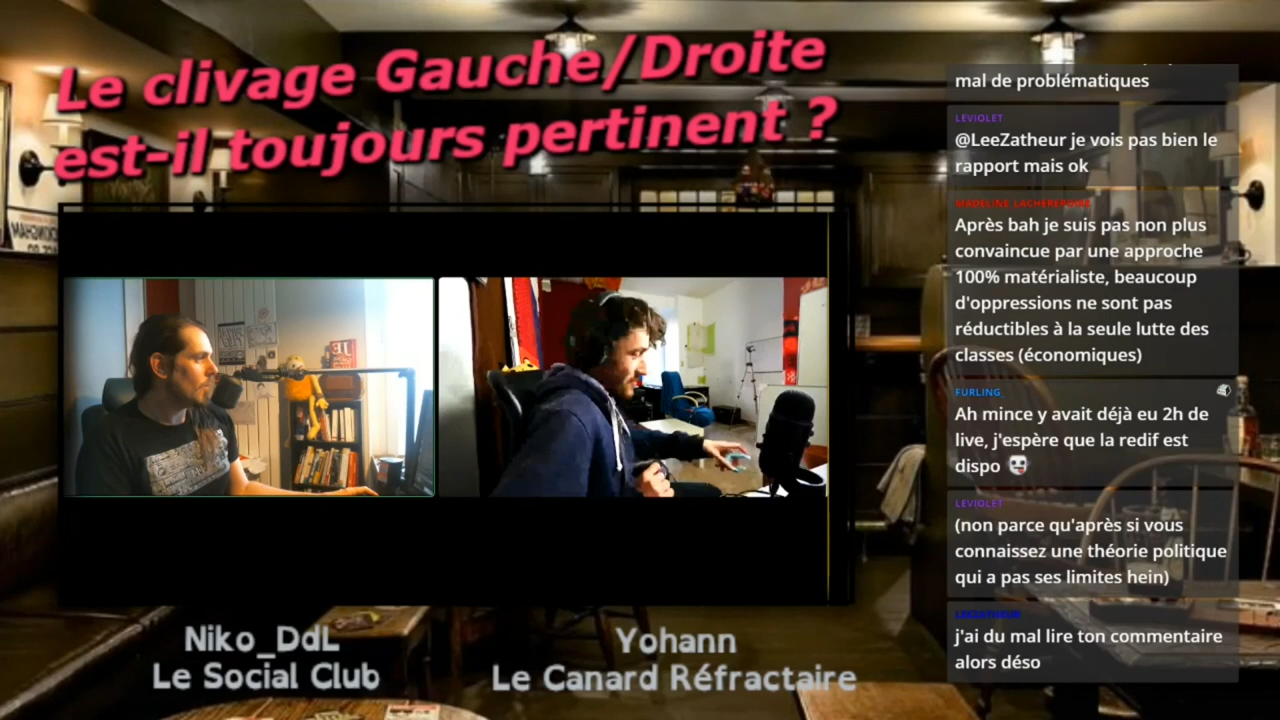 Le clivage Gauche/Droite
est-il toujours pertinent ?
mal de problématiques
LEVIOLET
@LeeZatheur je vois pas bien le
rapport mais ok
MADELINE_LACHEREPOIRE
Après bah je suis pas non plus
convaincue par une approche
100% matérialiste, beaucoup
d'oppressions ne sont pas
réductibles à la seule lutte des
classes (économiques)
FURLING_
Ah mince y avait déjà eu 2h de
live, j'espère que la redif est
dispo
LEVIOLET
(non parce qu'après si vous
connaissez une théorie politique
qui a pas ses limites hein)
LEEZATHEUR
j'ai du mal lire ton commentaire
alors déso
Niko_DdL
Le Social Club
Yohann
Le Canard Réfractaire